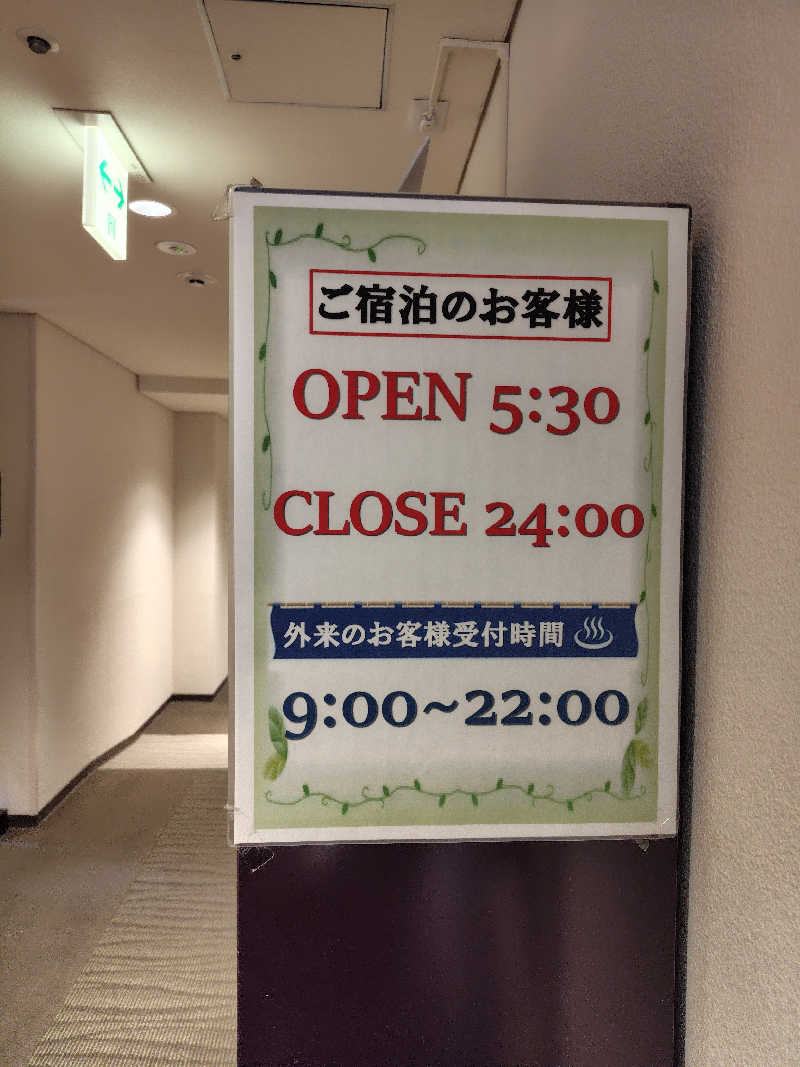 ご宿泊のお客様
OPEN 5:30
CLOSE 24:00
外来のお客様受付時間
9:00~22:00